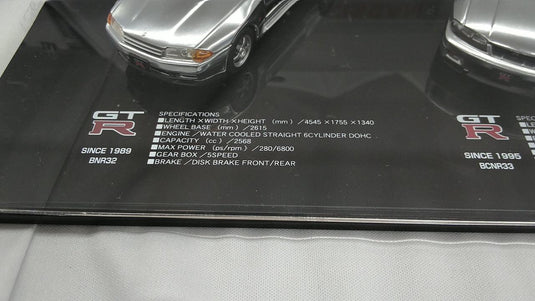 GT
R
SINCE 1989
BNR32
SPECIFICATIONS
■LENGTH×WIDTH×HEIGHT (mm) ／4545 ×1755 ×1340
■WHEEL BASE (mm) ／2615
■ENGINE ／WATER COOLED STRAIGHT 6CYLINDER DOHC
■CAPACITY (cc) ／2568
■MAX POWER (ps/rpm) ／280/6800
■GEAR BOX ／5SPEED
■BRAKE ／DISK BRAKE FRONT/REAR
GT
R
SINCE 1995
BCNR33